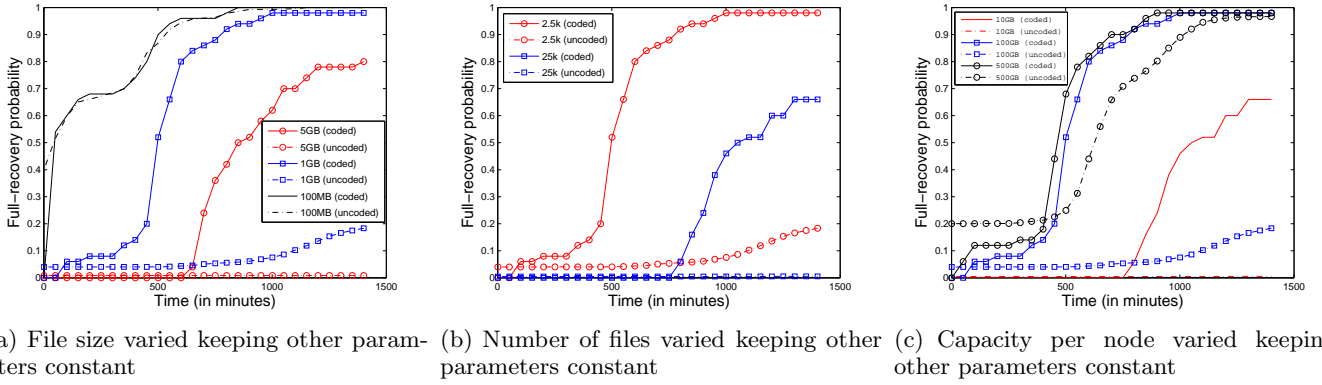 Full−recovery probability
1
0.9
0.8
0.7
0.6
0.5
0.4
0.3
0.2
0.1
0
0
500
1000
1500
Time (in minutes)
5GB (coded)
5GB (uncoded)
1GB (coded)
1GB (uncoded)
100MB (coded)
100MB (uncoded)
Full−recovery probability
1
0.9
0.8
0.7
0.6
0.5
0.4
0.3
0.2
0.1
0
0
500
1000
1500
Time (in minutes)
2.5k (coded)
2.5k (uncoded)
25k (coded)
25k (uncoded)
Full−recovery probability
1
0.9
0.8
0.7
0.6
0.5
0.4
0.3
0.2
0.1
0
0
500
1000
1500
Time (in minutes)
10GB (coded)
10GB (uncoded)
100GB (coded)
100GB (uncoded)
500GB (coded)
500GB (uncoded)
a) File size varied keeping other param-
ters constant
(b) Number of files varied keeping other
parameters constant
(c) Capacity per node varied keepin
other parameters constant